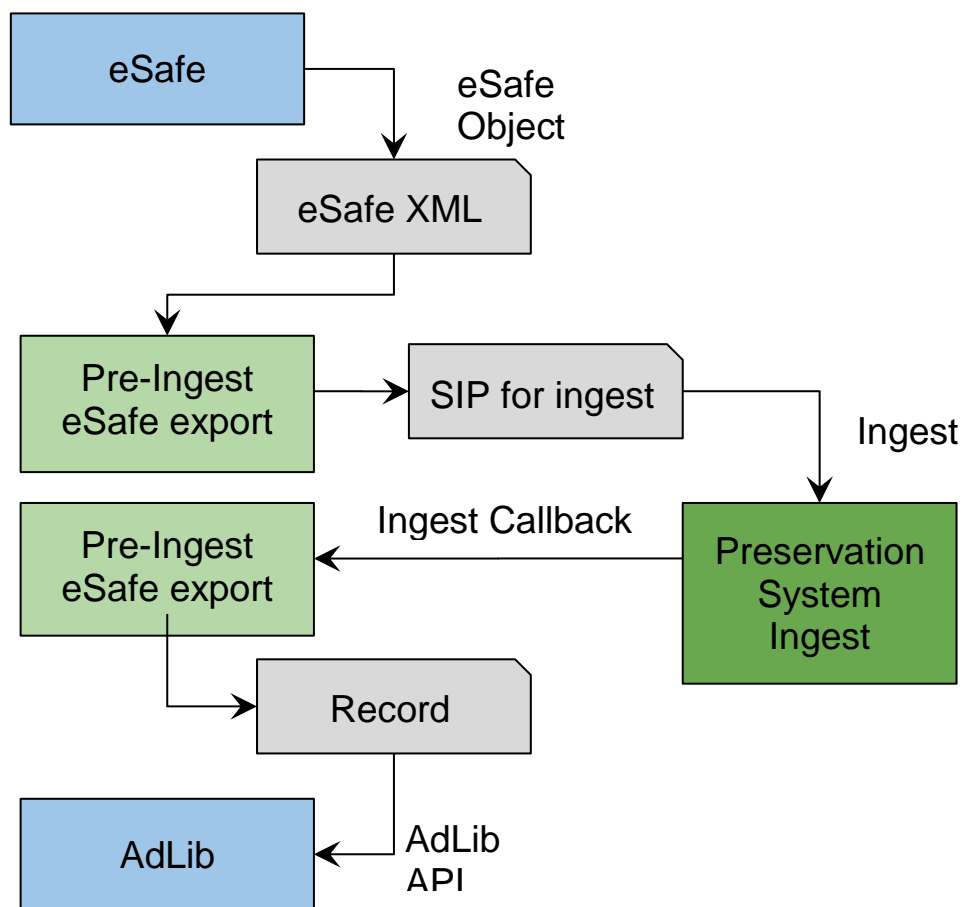 eSafe
eSafe
Object
eSafe XML
Pre-Ingest
eSafe export
SIP for ingest
Ingest
Pre-Ingest
eSafe export
Ingest Callback
Preservation
System
Ingest
Record
AdLib
AdLib
API